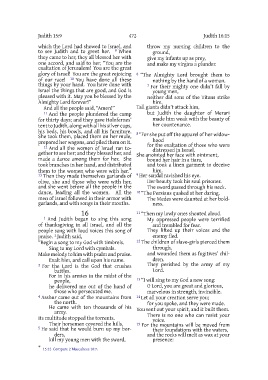 Judith 15:9
472
Judith 16:15
which the Lord had showed to Israel, and
to see Judith and to greet her. 9 When
they came to her, they all blessed her with
one accord, and said to her, “You are the
exaltation of Jerusalem! You are the great
glory of Israel! You are the great rejoicing
of our race! 10 You have done all these
things by your hand. You have done with
Israel the things that are good, and God is
pleased with it. May you be blessed by the
Almighty Lord forever!”
And all the people said, “Amen!”
11 And the people plundered the camp
for thirty days; and they gave Holofernes’
tent to Judith, along with all his silver cups,
his beds, his bowls, and all his furniture.
She took them, placed them on her mule,
prepared her wagons, and piled them on it.
12 And all the women of Israel ran to-
gether to see her; and they blessed her, and
made a dance among them for her. She
took branches in her hand, and distributed
them to the women who were with her.
13 Then they made themselves garlands of
olive, she and those who were with her,
and she went before all the people in the
dance, leading all the women. All the
men of Israel followed in their armor with
garlands, and with songs in their mouths.
16
1 And Judith began to sing this song
of thanksgiving in all Israel, and all the
people sang with loud voices this song of
praise. 2 Judith said,
“Begin a song to my God with timbrels.
Sing to my Lord with cymbals.
Make melody to him with psalm and praise.
Exalt him, and call upon his name.
3 For the Lord is the God that crushes
battles.
For in his armies in the midst of the
people,
he delivered me out of the hand of
those who persecuted me.
4 Asshur came out of the mountains from
the north.
He came with ten thousands of his
army.
Its multitude stopped the torrents.
Their horsemen covered the hills.
5 He said that he would burn up my bor-
ders,
kill my young men with the sword,
throw my nursing children to the
ground,
give my infants up as prey,
and make my virgins a plunder.
6 “The Almighty Lord brought them to
nothing by the hand of a woman.
7 For their mighty one didn’t fall by
young men,
neither did sons of the Titans strike
him.
Tall giants didn’t attack him,
but Judith the daughter of Merari
made him weak with the beauty of
her countenance.
8 “For she put off the apparel of her widow-
hood
for the exaltation of those who were
distressed in Israel.
She anointed her face with ointment,
bound her hair in a tiara,
and took a linen garment to deceive
him.
9 Her sandal ravished his eye.
Her beauty took his soul prisoner.
The sword passed through his neck.
10 “The Persians quaked at her daring.
The Medes were daunted at her bold-
ness.
11 “Then my lowly ones shouted aloud.
My oppressed people were terrified
and trembled for fear.
They lifted up their voices and the
enemy fled.
12 The children of slave-girls pierced them
through,
and wounded them as fugitives’ chil-
dren.
They perished by the army of my
Lord.
13 “I will sing to my God a new song:
O Lord, you are great and glorious,
marvelous in strength, invincible.
14 Let all your creation serve you;
for you spoke, and they were made.
You sent out your spirit, and it built them.
There is no one who can resist your
voice.
15 For the mountains will be moved from
their foundations with the waters,
and the rocks will melt as wax at your
presence: